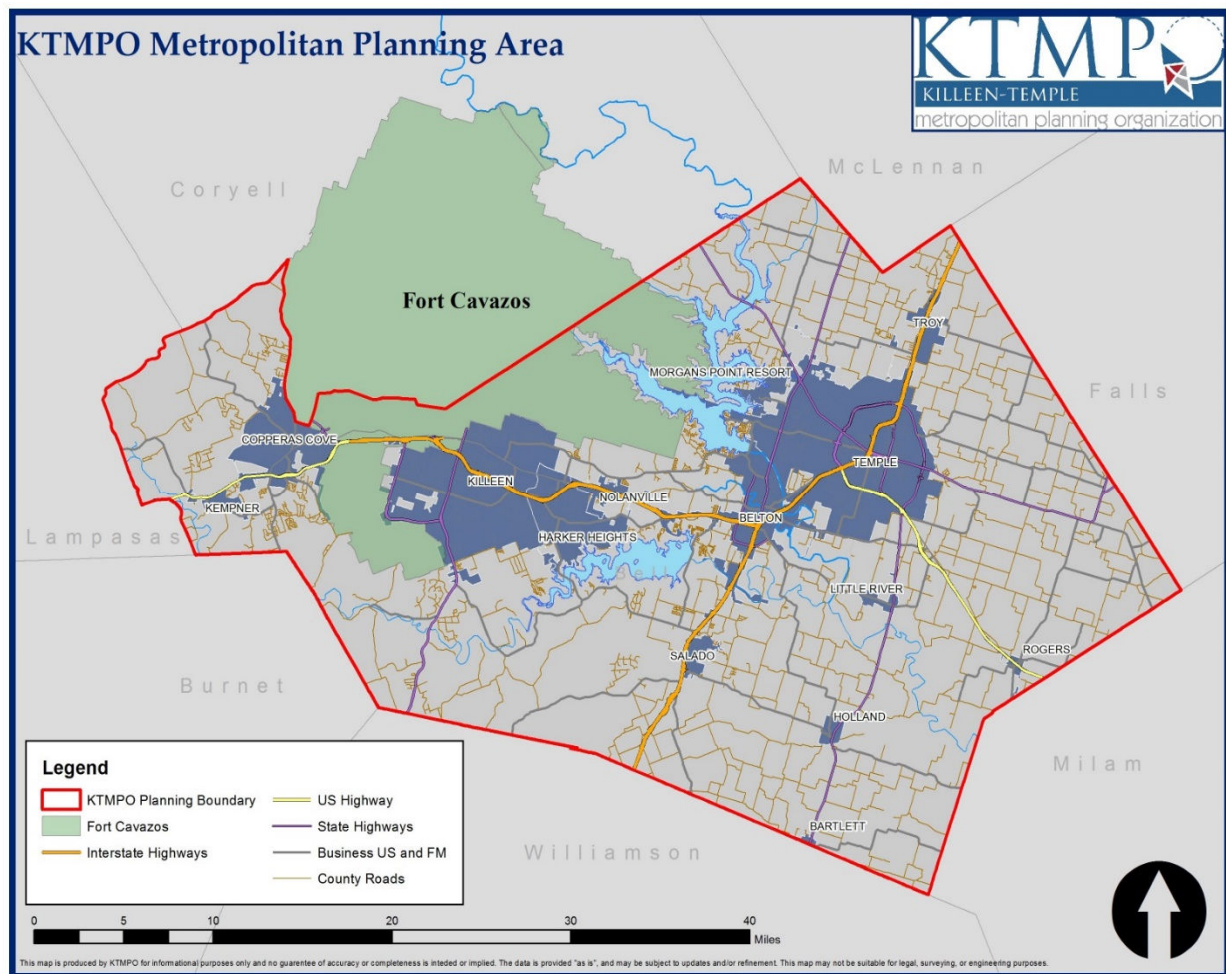 KTMPO Metropolitan Planning Area
KTMPO
KILLEEN-TEMPLE
metropolitan planning organization
McLennan
Coryell
Fort Cavazos
TROY
MORGANS POINT RESORT
Falls
COPPERAS COVE
TEMPLE
KILLEEN
NOLANVILLE
KEMPNER
BELTON
Lampasas
HARKER HEIGHTS
Bell
LITTLE RIVER
ROGERS
SALADO
Burnet
HOLLAND
Milam
BARTLETT
Williamson
Legend
KTMPO Planning Boundary
Fort Cavazos
Interstate Highways
US Highway
State Highways
Business US and FM
County Roads
0 5 10 20 30 40
Miles
This map is produced by KTMPO for informational purposes only and no guarentee of accuracy or completeness is inteded or implied. The data is provided "as is", and may be subject to updates and/or refinement. This map may not be suitable for legal, surveying, or engineering purposes.